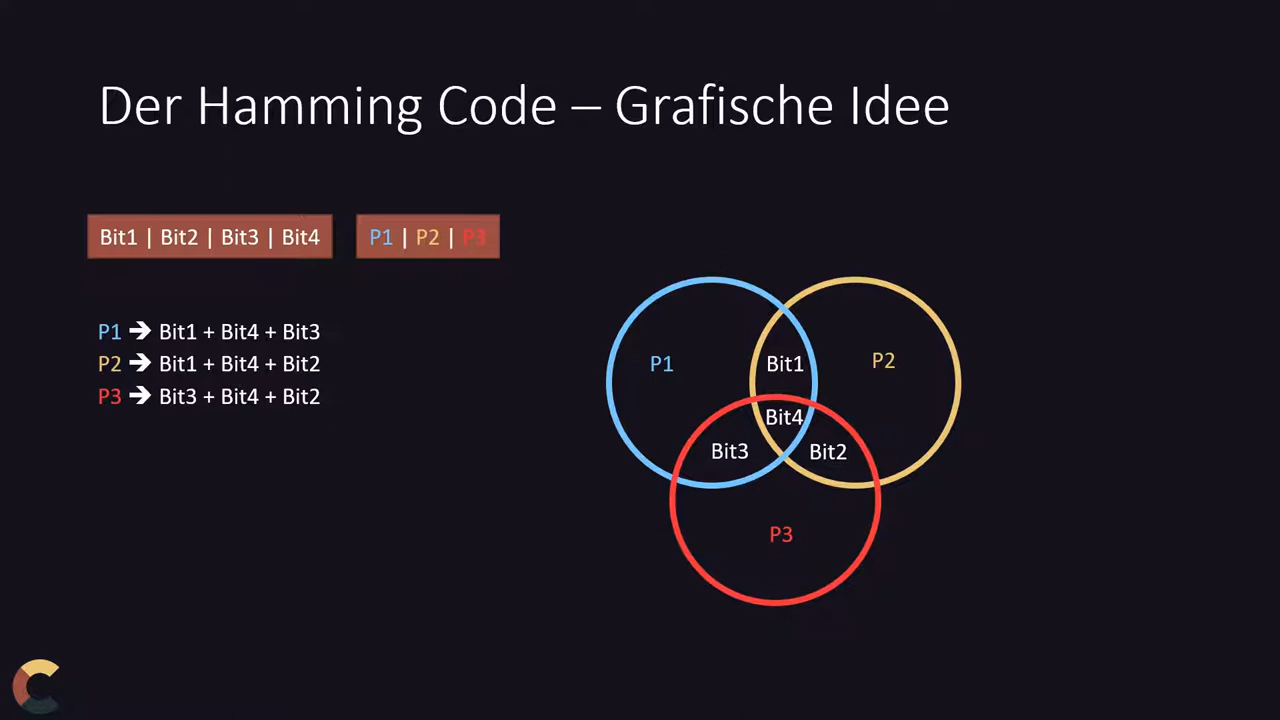 Der Hamming Code – Grafische Idee
Bit1 | Bit2 | Bit3 | Bit4
P1 | P2 | P3
P1 ➔ Bit1 + Bit4 + Bit3
P2 ➔ Bit1 + Bit4 + Bit2
P3 ➔ Bit3 + Bit4 + Bit2
P1
Bit1
P2
Bit4
Bit3
Bit2
P3